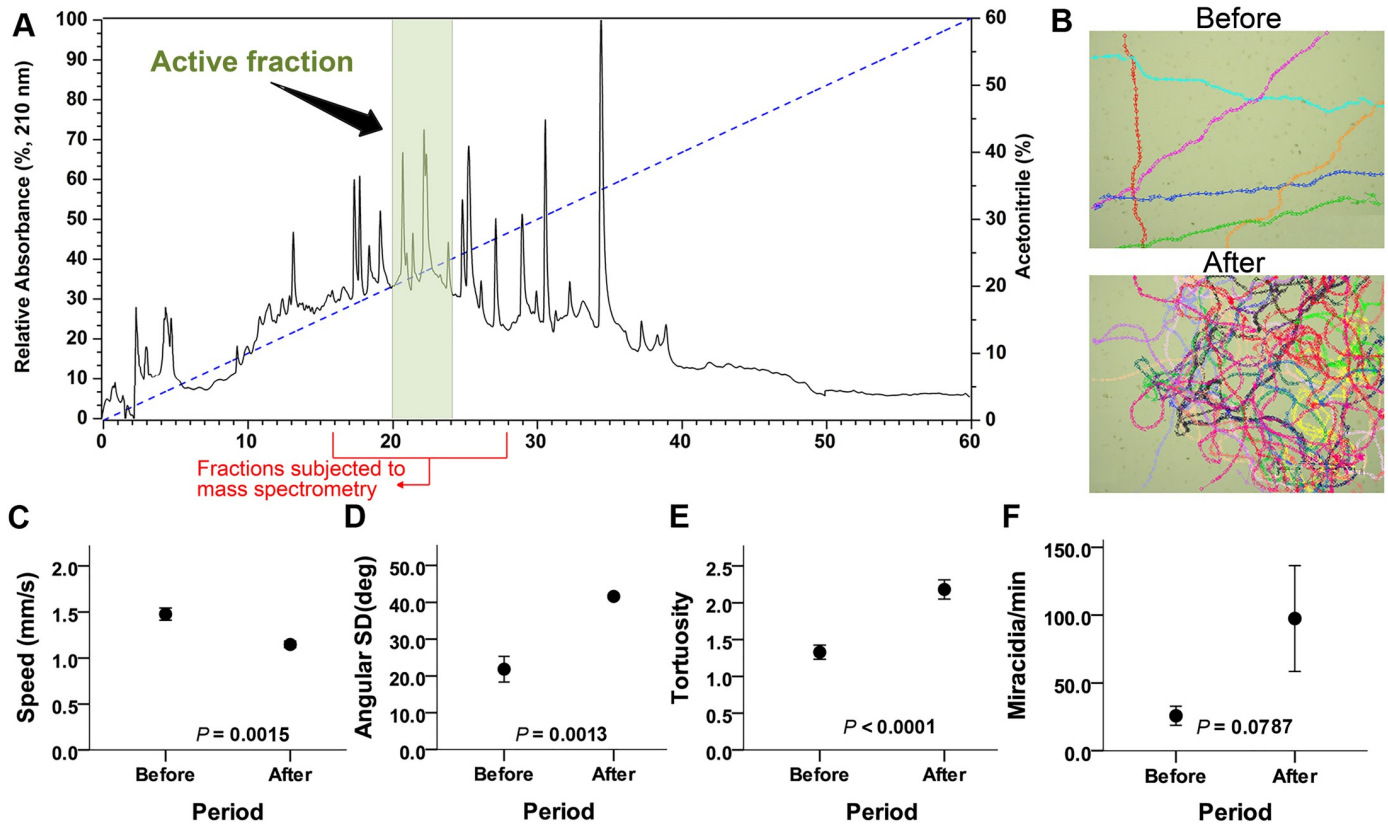 A
Relative Absorbance (%, 210 nm)
100
90
80
70
60
50
40
30
20
10
0
Active fraction
60
50
40
30
20
10
0
Acetonitrile (%)
0 10 20 30 40 50 60
Fractions subjected to
mass spectrometry
B
Before
After
C
Speed (mm/s)
2.0
1.5
1.0
0.5
0.0
P = 0.0015
Before After
Period
D
Angular SD(deg)
50.0
40.0
30.0
20.0
10.0
0.0
P = 0.0013
Before After
Period
E
Tortuosity
2.5
2.0
1.5
1.0
0.5
0.0
P < 0.0001
Before After
Period
F
Miracidia/min
150.0
100.0
50.0
0.0
P = 0.0787
Before After
Period